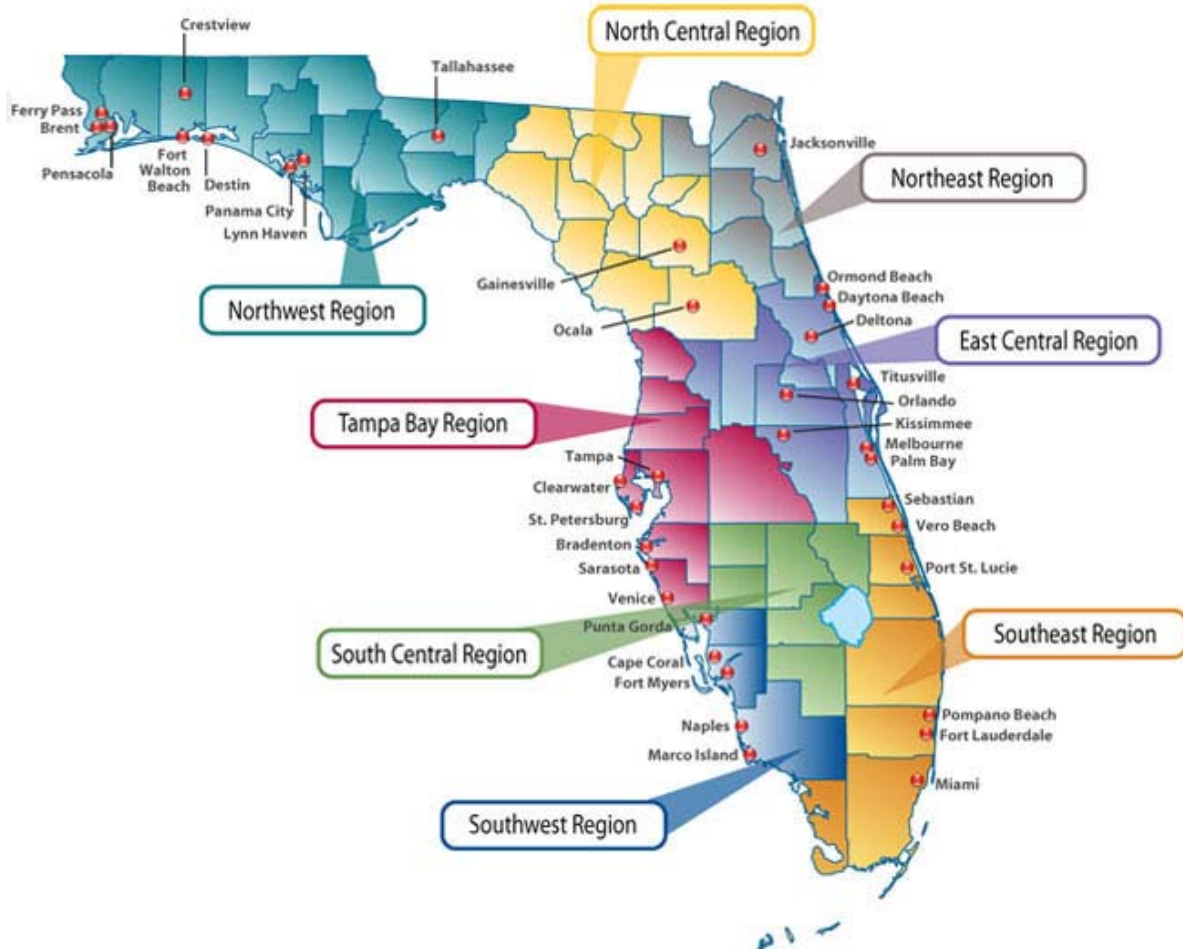 Crestview
North Central Region
Tallahassee
Ferry Pass
Brent
Pensacola
Fort
Walton
Beach
Destin
Panama City
Lynn Haven
Jacksonville
Northeast Region
Gainesville
Northwest Region
Ocala
Ormond Beach
Daytona Beach
Deltona
East Central Region
Titusville
Orlando
Kissimmee
Tampa Bay Region
Melbourne
Palm Bay
Tampa
Clearwater
St. Petersburg
Sebastian
Vero Beach
Bradenton
Sarasota
Port St. Lucie
Venice
Punta Gorda
South Central Region
Southeast Region
Cape Coral
Fort Myers
Naples
Marco Island
Pompano Beach
Fort Lauderdale
Miami
Southwest Region